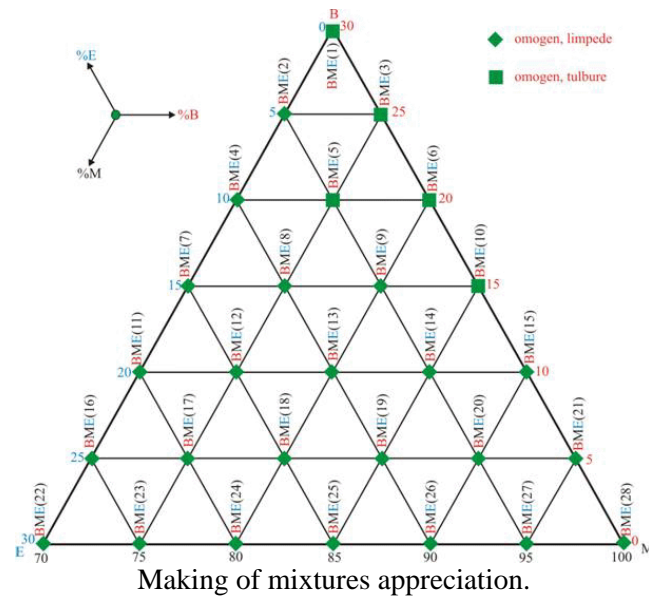 B
0 30
%E
%B
%M
omogen, limpede
omogen, tulbure
BME(1)
BME(2)
BME(3)
5
25
BME(4)
BME(5)
BME(6)
10
20
BME(7)
BME(8)
BME(9)
BME(10)
15
15
BME(11)
BME(12)
BME(13)
BME(14)
BME(15)
20
10
BME(16)
BME(17)
BME(18)
BME(19)
BME(20)
BME(21)
25
5
BME(22)
BME(23)
BME(24)
BME(25)
BME(26)
BME(27)
BME(28)
30
0
E
M
70 75 80 85 90 95 100
Making of mixtures appreciation.